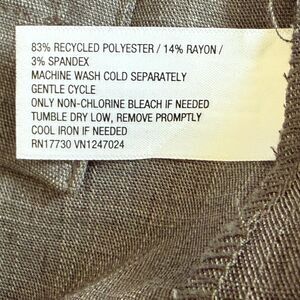 83% RECYCLED POLYESTER / 14% RAYON /
3% SPANDEX
MACHINE WASH COLD SEPARATELY
GENTLE CYCLE
ONLY NON-CHLORINE BLEACH IF NEEDED
TUMBLE DRY LOW, REMOVE PROMPTLY
COOL IRON IF NEEDED
RN17730 VN1247024